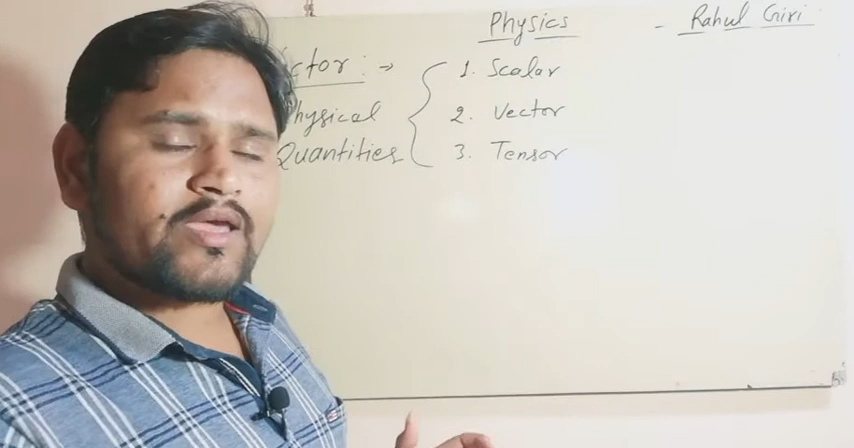 Physics - Rahul Giri
ctor :→ 1. Scalar
hysical 2. Vector
Quantities 3. Tensor